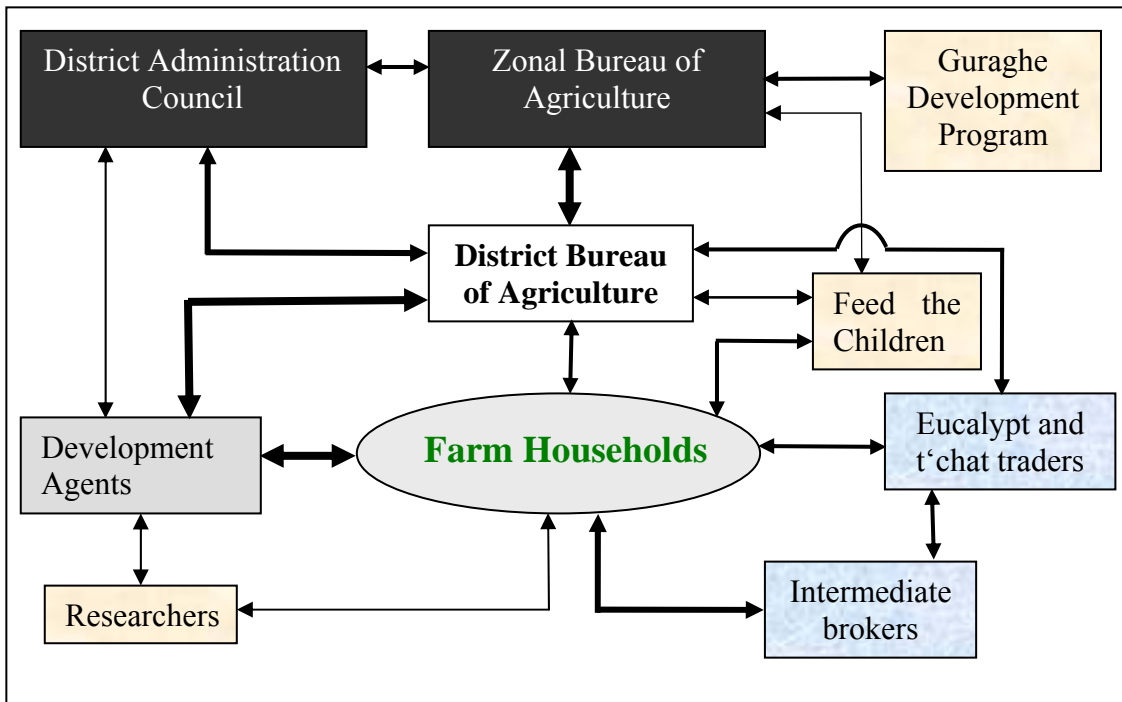 District Administration
Council
Zonal Bureau of
Agriculture
Guraghe
Development
Program
District Bureau
of Agriculture
Feed the
Children
Development
Agents
Farm Households
Eucalypt and
t‘chat traders
Researchers
Intermediate
brokers